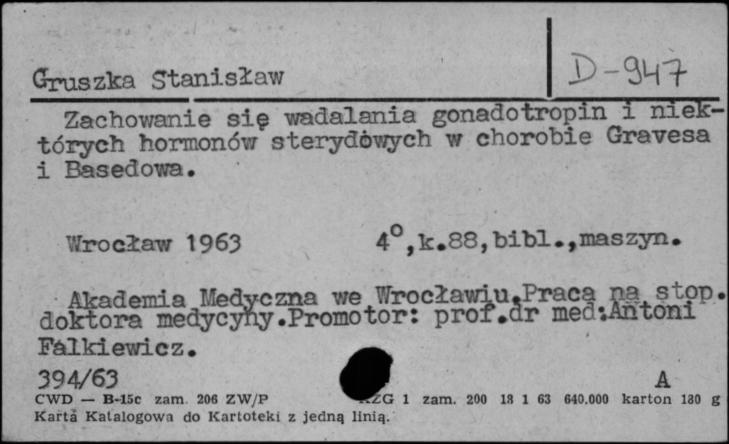 Gruszka Stanisław
D-947
Zachowanie się wadalania gonadotropin i niek-
tórych hormonów sterydówych w chorobie Gravesa
i Basedowa.
Wrocław 1963 4°,k.88,bibl.,maszyn.
Akademia Medyczna we Wrocławiu.Praca na stop.
doktora medycyny.Promotor: prof.dr med.Antoni
Falkiewicz.
394/63 A
CWD — B-15c zam. 206 ZW/P KZG 1 zam. 200 18 1 63 640.000 karton 180 g
Karta Katalogowa do Kartoteki z jedną linią.